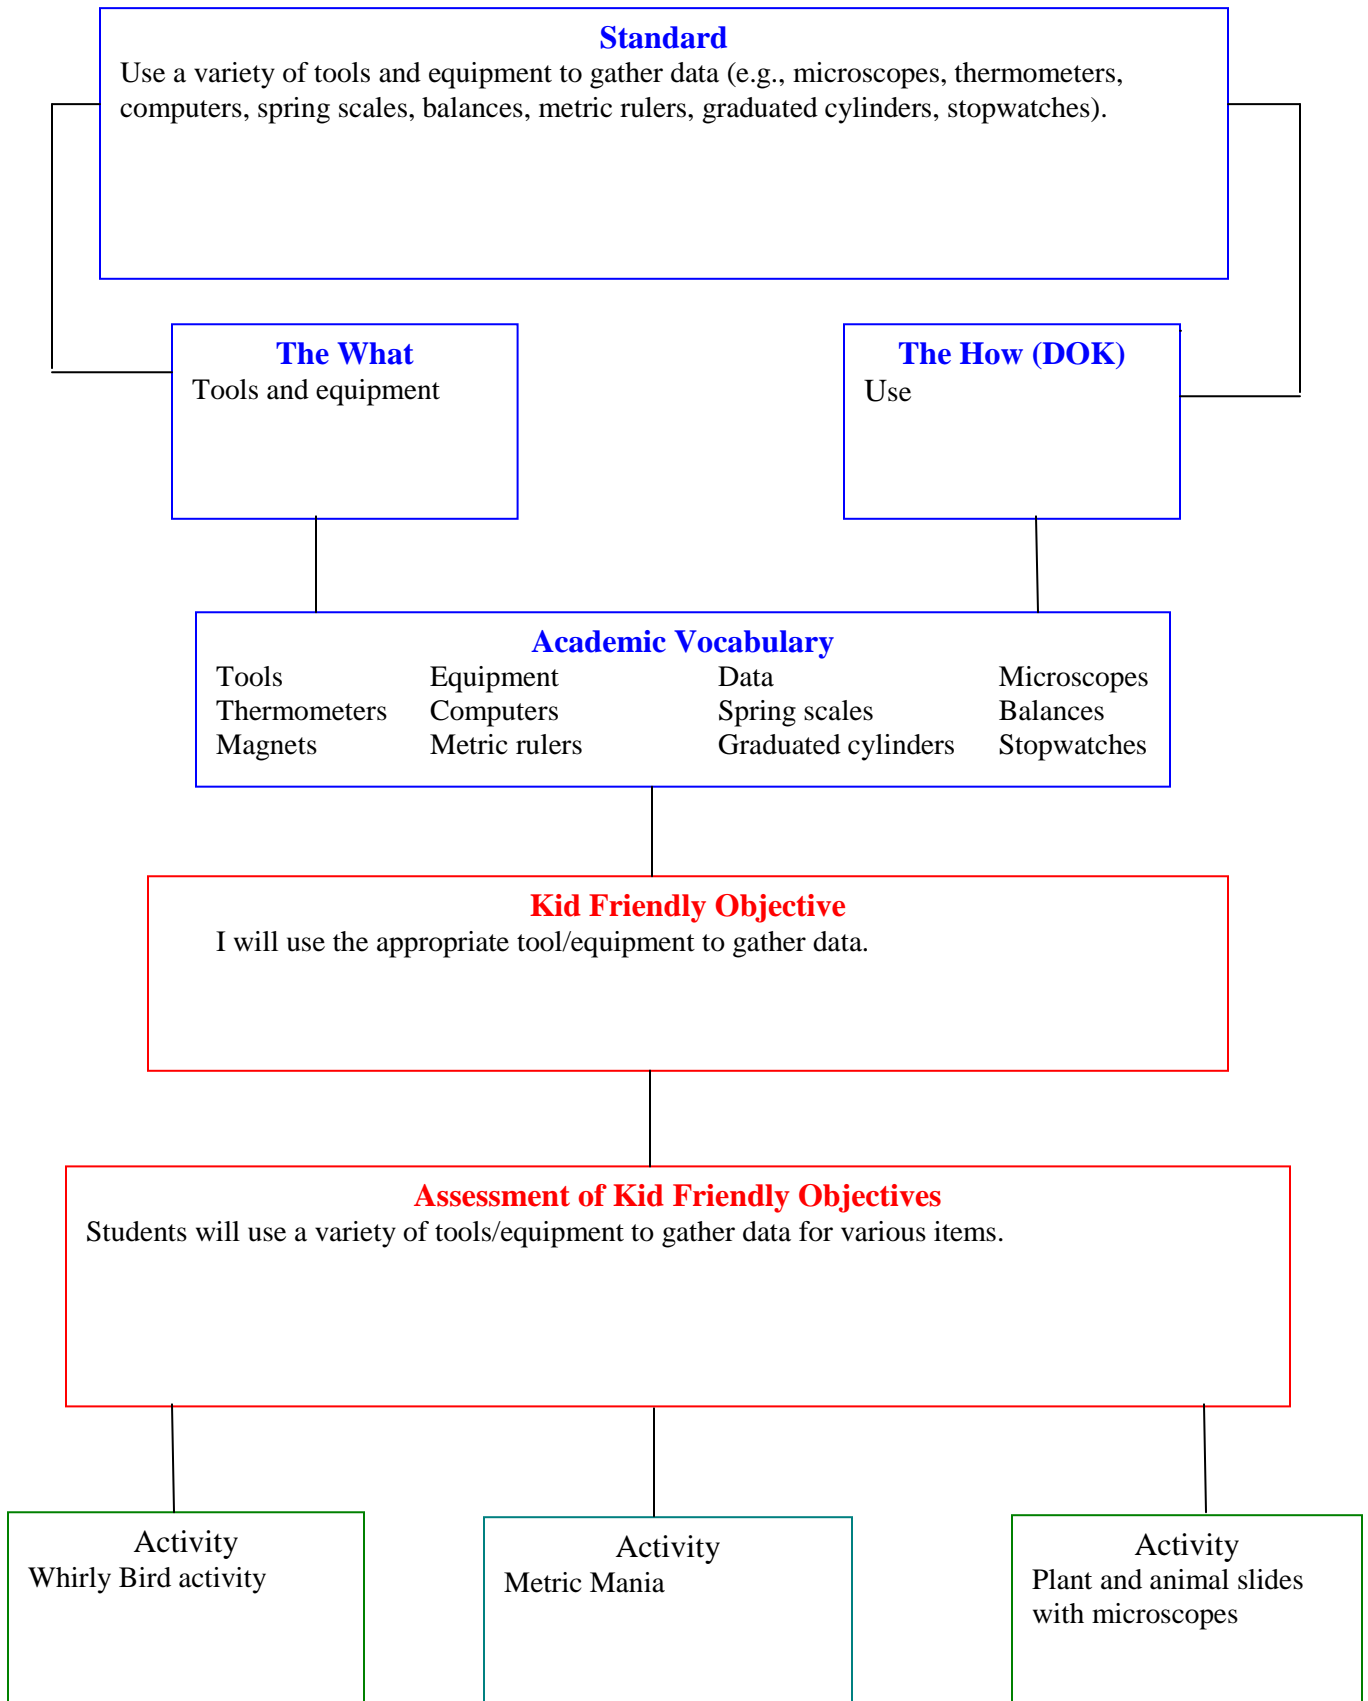 Standard
Use a variety of tools and equipment to gather data (e.g., microscopes, thermometers,
computers, spring scales, balances, metric rulers, graduated cylinders, stopwatches).
The What
Tools and equipment
The How (DOK)
Use
Academic Vocabulary
Tools Equipment Data Microscopes
Thermometers Computers Spring scales Balances
Magnets Metric rulers Graduated cylinders Stopwatches
Kid Friendly Objective
I will use the appropriate tool/equipment to gather data.
Assessment of Kid Friendly Objectives
Students will use a variety of tools/equipment to gather data for various items.
Activity
Whirly Bird activity
Activity
Metric Mania
Activity
Plant and animal slides
with microscopes